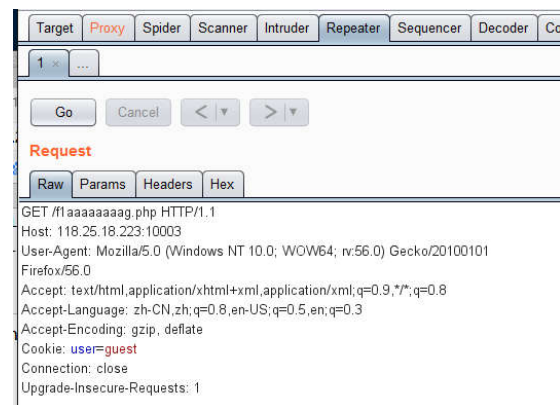 Target Proxy Spider Scanner Intruder Repeater Sequencer Decoder Co
1 × ...
Go Cancel < ▼ > ▼
Request
Raw Params Headers Hex
GET /f1aaaaaaaag.php HTTP/1.1
Host: 118.25.18.223:10003
User-Agent: Mozilla/5.0 (Windows NT 10.0; WOW64; rv:56.0) Gecko/20100101
Firefox/56.0
Accept: text/html,application/xhtml+xml,application/xml;q=0.9,*/*;q=0.8
Accept-Language: zh-CN,zh;q=0.8,en-US;q=0.5,en;q=0.3
Accept-Encoding: gzip, deflate
Cookie: user=guest
Connection: close
Upgrade-Insecure-Requests: 1